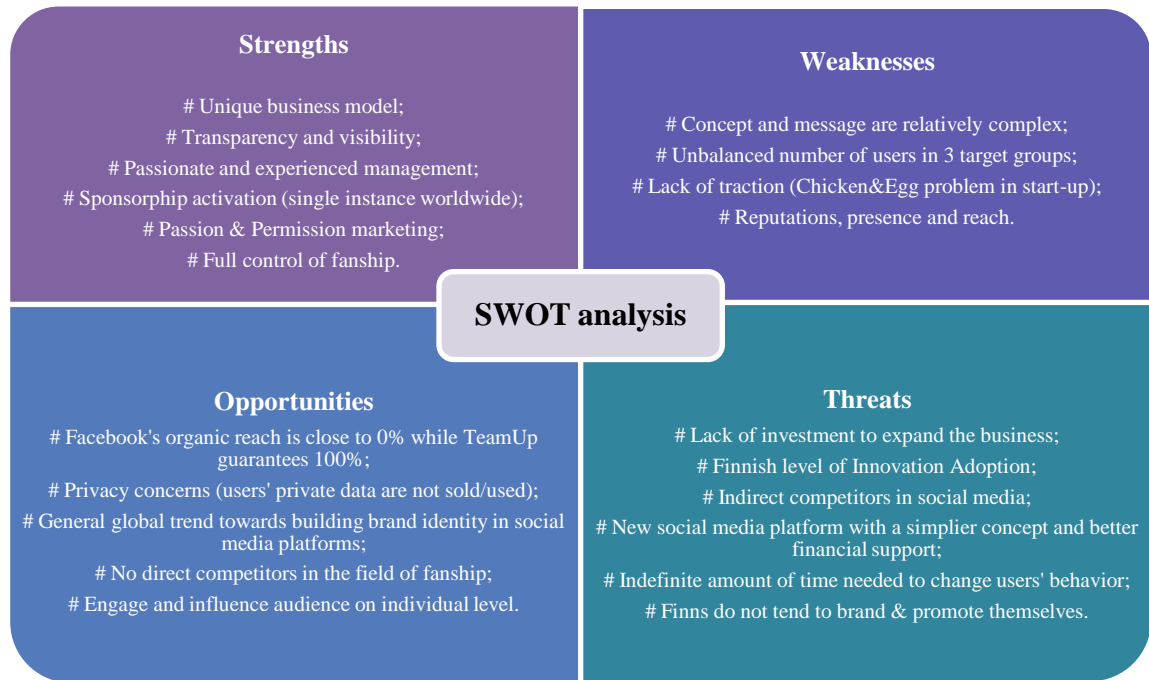 Strengths
# Unique business model;
# Transparency and visibility;
# Passionate and experienced management;
# Sponsorphip activation (single instance worldwide);
# Passion & Permission marketing;
# Full control of fanship.
Weaknesses
# Concept and message are relatively complex;
# Unbalanced number of users in 3 target groups;
# Lack of traction (Chicken&Egg problem in start-up);
# Reputations, presence and reach.
SWOT analysis
Opportunities
# Facebook's organic reach is close to 0% while TeamUp
guarantees 100%;
# Privacy concerns (users' private data are not sold/used);
# General global trend towards building brand identity in social
media platforms;
# No direct competitors in the field of fanship;
# Engage and influence audience on individual level.
Threats
# Lack of investment to expand the business;
# Finnish level of Innovation Adoption;
# Indirect competitors in social media;
# New social media platform with a simplier concept and better
financial support;
# Indefinite amount of time needed to change users' behavior;
# Finns do not tend to brand & promote themselves.